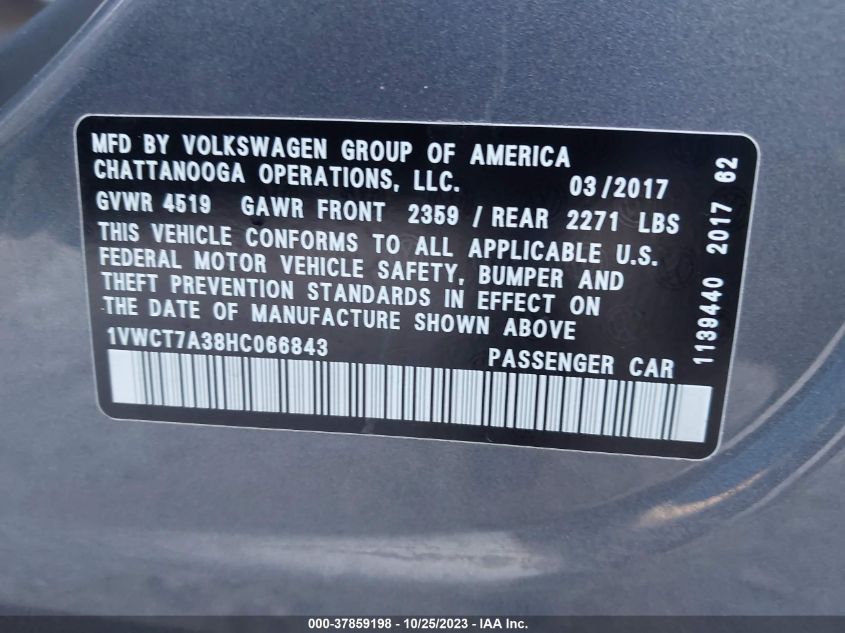 MFD BY VOLKSWAGEN GROUP OF AMERICA
CHATTANOOGA OPERATIONS, LLC. 03/2017
GVWR 4519 GAWR FRONT 2359 / REAR 2271 LBS
THIS VEHICLE CONFORMS TO ALL APPLICABLE U.S.
FEDERAL MOTOR VEHICLE SAFETY, BUMPER AND
THEFT PREVENTION STANDARDS IN EFFECT ON
THE DATE OF MANUFACTURE SHOWN ABOVE
1VWCT7A38HC066843 PASSENGER CAR
1139440 2017 62
000-37859198 - 10/25/2023 - IAA Inc.